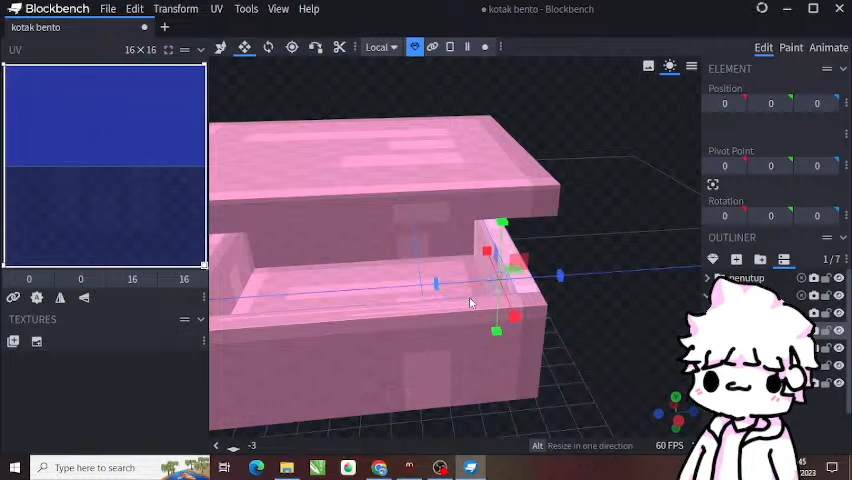 Blockbench File Edit Transform UV Tools View Help
kotak bento - Blockbench
kotak bento
UV 16×16
Local
Edit Paint Animate
ELEMENT
Position
0 0 0
Pivot Point
0 0 0
Rotation
0 0 0
OUTLINER 1/7
penutup
0 0 16 16
TEXTURES
-3
Alt Resize in one direction 60 FPS
Type here to search